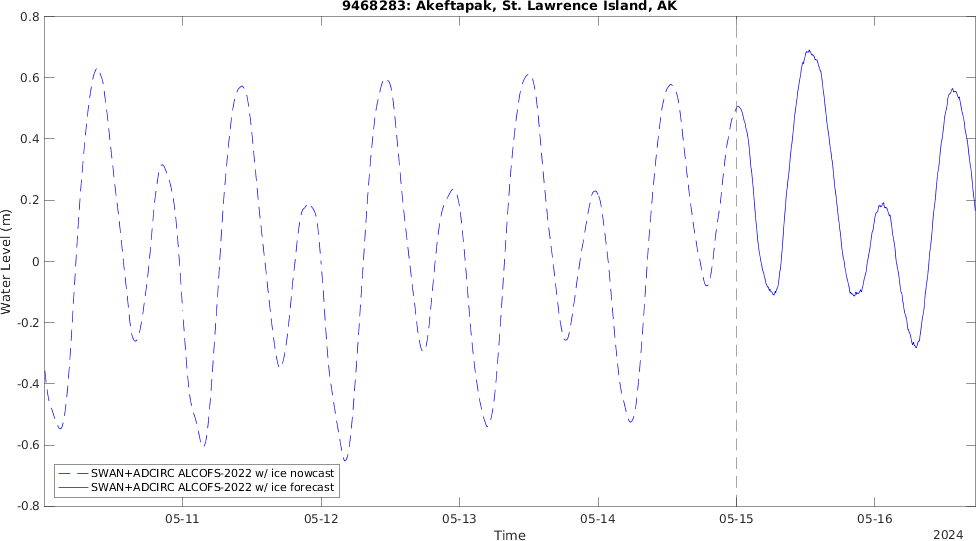 9468283: Akeftapak, St. Lawrence Island, AK
0.8
0.6
0.4
0.2
0
-0.2
-0.4
-0.6
-0.8
Water Level (m)
SWAN+ADCIRC ALCOFS-2022 w/ ice nowcast
SWAN+ADCIRC ALCOFS-2022 w/ ice forecast
05-11 05-12 05-13 05-14 05-15 05-16
Time
2024